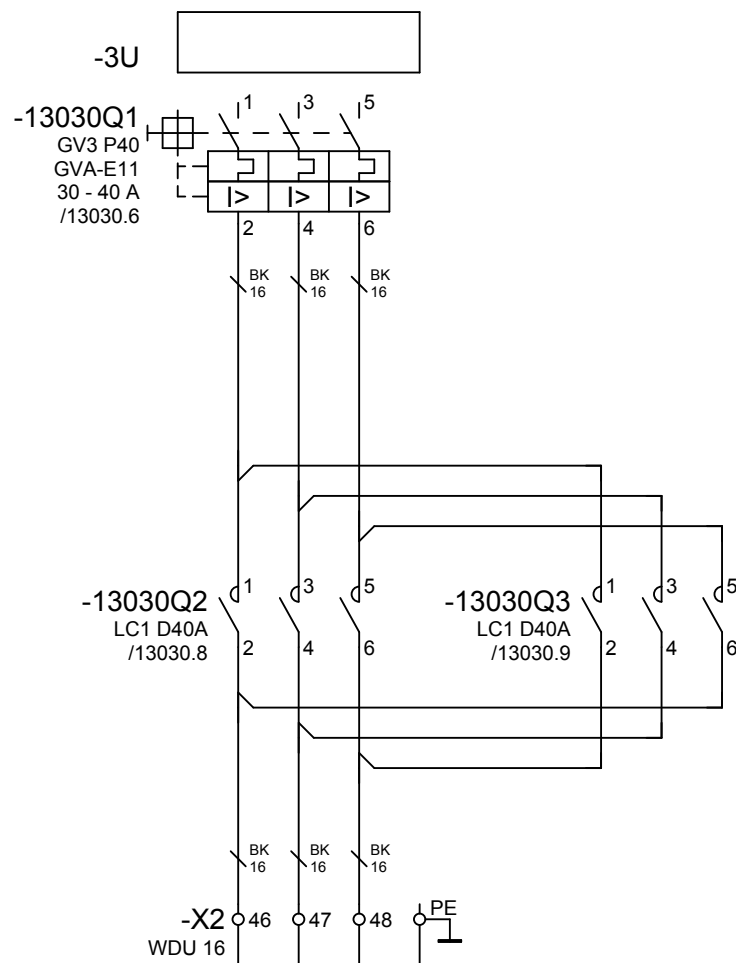 -3U
-13030Q1
GV3 P40
GVA-E11
30 - 40 A
/13030.6
1 3 5
I> I> I>
2 4 6
BK BK BK
16 16 16
-13030Q2
LC1 D40A
/13030.8
1 3 5
2 4 6
-13030Q3
LC1 D40A
/13030.9
1 3 5
2 4 6
BK BK BK
16 16 16
-X2 46 47 48 PE
WDU 16